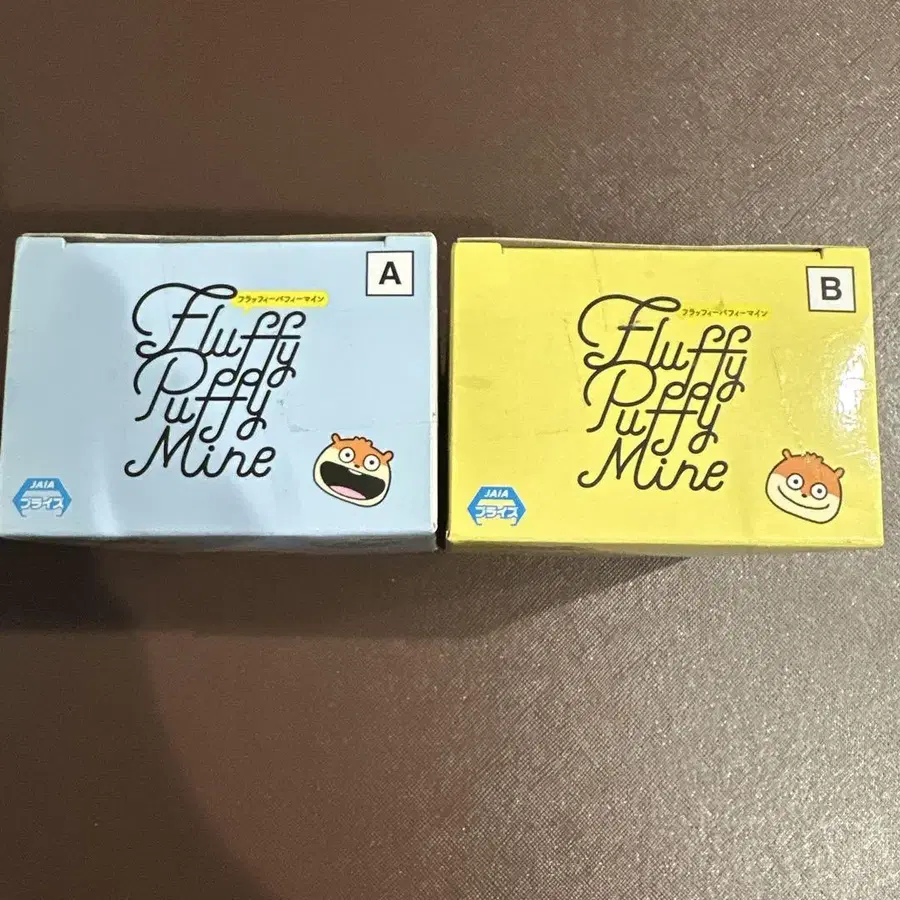 A
フラッフィーパフィーマイン
Fluffy
Puffy
Mine
JAIA
プライズ
B
フラッフィーパフィーマイン
Fluffy
Puffy
Mine
JAIA
プライズ